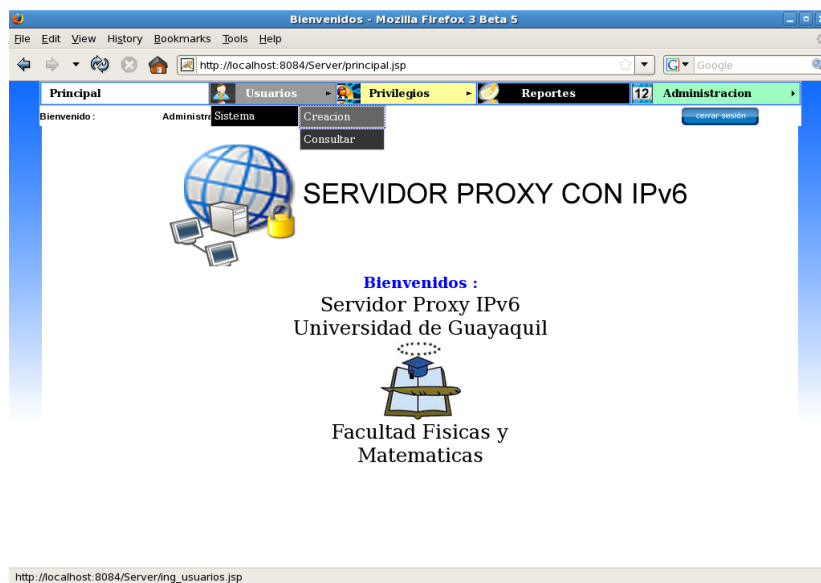 Bienvenidos - Mozilla Firefox 3 Beta 5
File Edit View History Bookmarks Tools Help
http://localhost:8084/Server/principal.jsp
G Google
Principal Usuarios Privilegios Reportes 12 Administracion
Bienvenido : Administra Sistema Creacion cerrar sesión
Consultar
SERVIDOR PROXY CON IPv6
Bienvenidos :
Servidor Proxy IPv6
Universidad de Guayaquil
Facultad Fisicas y
Matematicas
http://localhost:8084/Server/ing_usuarios.jsp